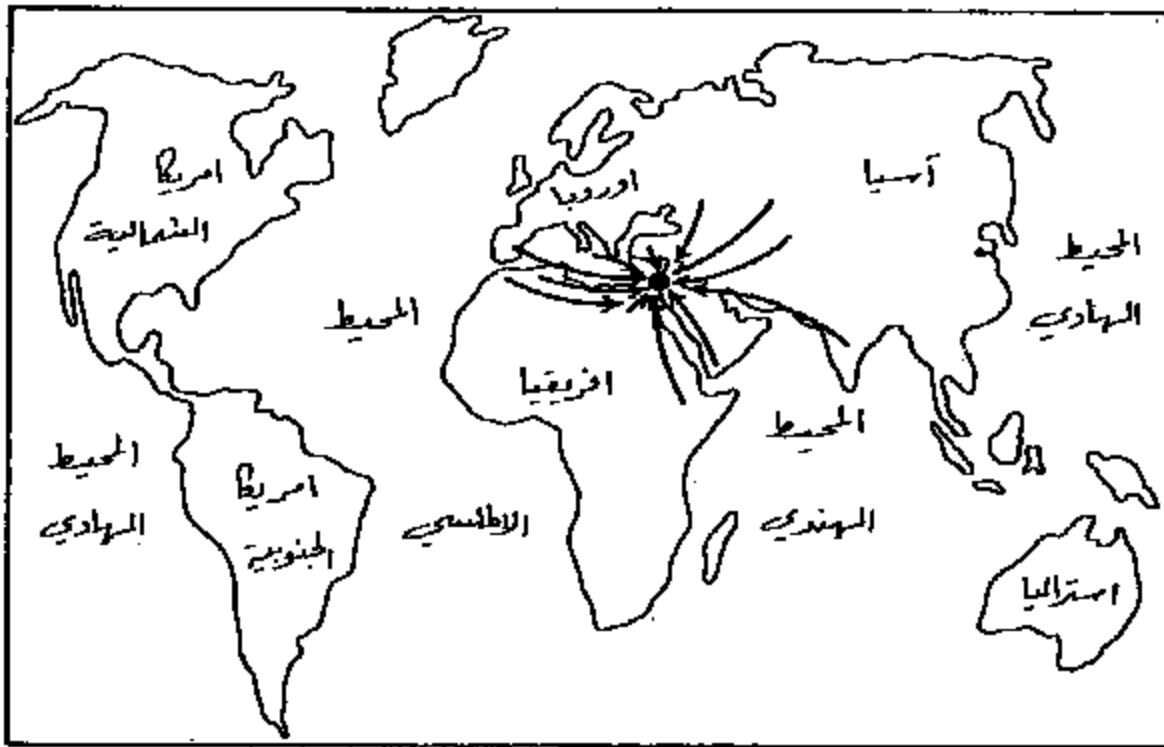 امريكا
الشمالية
اوروبا
آسيا
المحيط
الهادي
المحيط
الاطلسي
افريقيا
المحيط
الهندي
المحيط
الهادي
امريكا
الجنوبية
استراليا